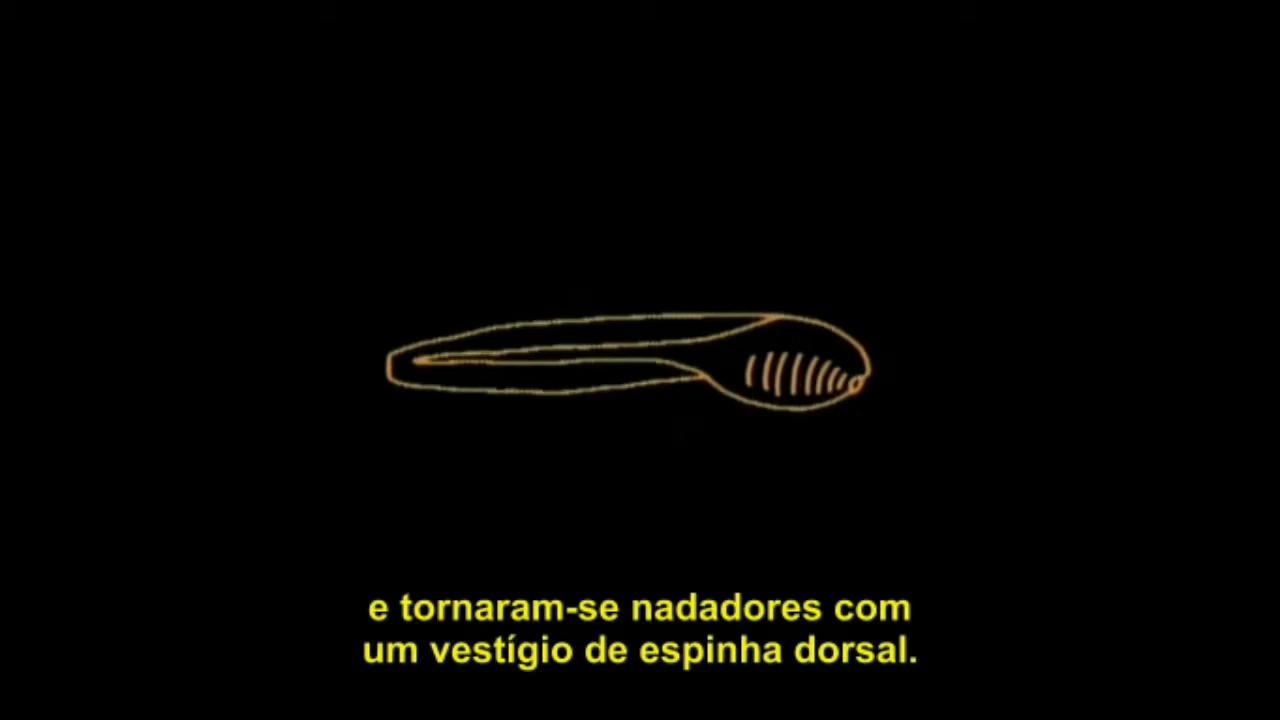 e tornaram-se nadadores com
um vestígio de espinha dorsal.